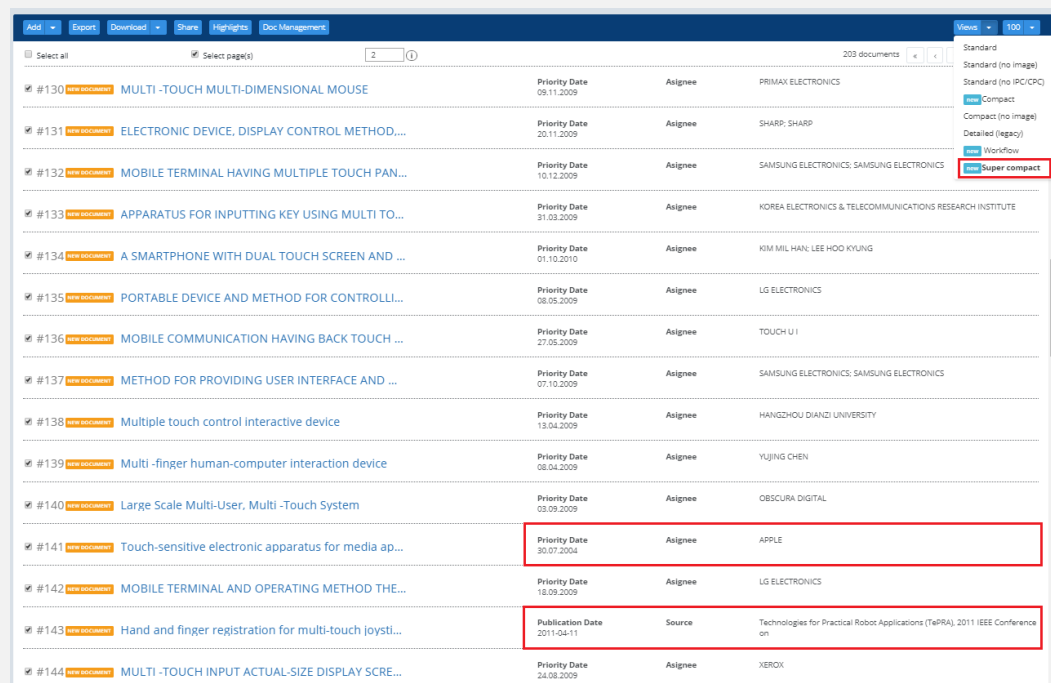 Add Export Download Share Highlights Doc Management Views 100
Select all Select page(s) 2 203 documents « ‹
Standard
Standard (no image)
Standard (no IPC/CPC)
new Compact
Compact (no image)
Detailed (legacy)
new Workflow
new Super compact
#130 NEW DOCUMENT MULTI -TOUCH MULTI-DIMENSIONAL MOUSE
Priority Date Asignee PRIMAX ELECTRONICS
09.11.2009
#131 NEW DOCUMENT ELECTRONIC DEVICE, DISPLAY CONTROL METHOD,...
Priority Date Asignee SHARP; SHARP
20.11.2009
#132 NEW DOCUMENT MOBILE TERMINAL HAVING MULTIPLE TOUCH PAN...
Priority Date Asignee SAMSUNG ELECTRONICS; SAMSUNG ELECTRONICS
10.12.2009
#133 NEW DOCUMENT APPARATUS FOR INPUTTING KEY USING MULTI TO...
Priority Date Asignee KOREA ELECTRONICS & TELECOMMUNICATIONS RESEARCH INSTITUTE
31.03.2009
#134 NEW DOCUMENT A SMARTPHONE WITH DUAL TOUCH SCREEN AND ...
Priority Date Asignee KIM MIL HAN; LEE HOO KYUNG
01.10.2010
#135 NEW DOCUMENT PORTABLE DEVICE AND METHOD FOR CONTROLLI...
Priority Date Asignee LG ELECTRONICS
08.05.2009
#136 NEW DOCUMENT MOBILE COMMUNICATION HAVING BACK TOUCH ...
Priority Date Asignee TOUCH U I
27.05.2009
#137 NEW DOCUMENT METHOD FOR PROVIDING USER INTERFACE AND ...
Priority Date Asignee SAMSUNG ELECTRONICS; SAMSUNG ELECTRONICS
07.10.2009
#138 NEW DOCUMENT Multiple touch control interactive device
Priority Date Asignee HANGZHOU DIANZI UNIVERSITY
13.04.2009
#139 NEW DOCUMENT Multi -finger human-computer interaction device
Priority Date Asignee YUJING CHEN
08.04.2009
#140 NEW DOCUMENT Large Scale Multi-User, Multi -Touch System
Priority Date Asignee OBSCURA DIGITAL
03.09.2009
#141 NEW DOCUMENT Touch-sensitive electronic apparatus for media ap...
Priority Date Asignee APPLE
30.07.2004
#142 NEW DOCUMENT MOBILE TERMINAL AND OPERATING METHOD THE...
Priority Date Asignee LG ELECTRONICS
18.09.2009
#143 NEW DOCUMENT Hand and finger registration for multi-touch joysti...
Publication Date Source Technologies for Practical Robot Applications (TePRA), 2011 IEEE Conference
2011-04-11 on
#144 NEW DOCUMENT MULTI -TOUCH INPUT ACTUAL-SIZE DISPLAY SCRE...
Priority Date Asignee XEROX
24.08.2009